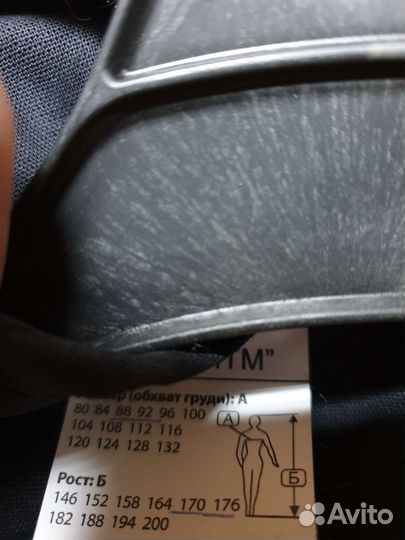 ТМ"
(обхват груди): А
80 84 88 92 96 100
104 108 112 116
120 124 128 132
А
Б
Рост: Б
146 152 158 164 170 176
182 188 194 200
Avito